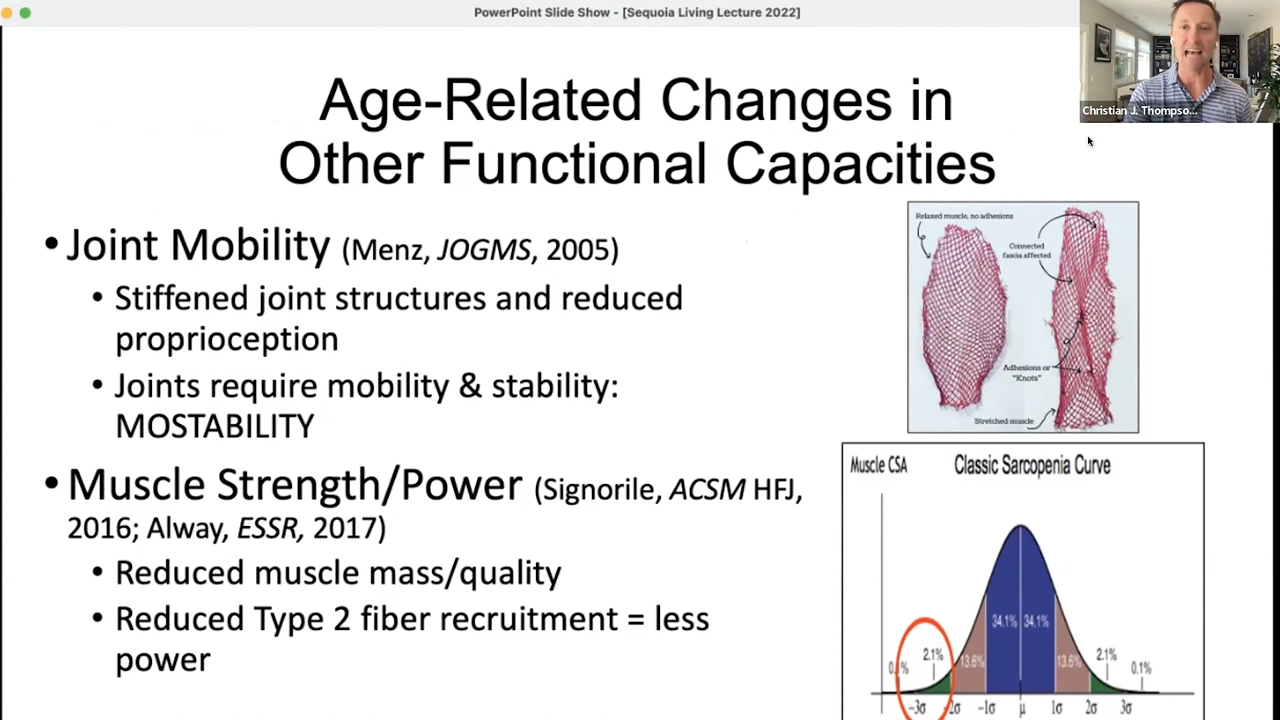 PowerPoint Slide Show - [Sequoia Living Lecture 2022]
Christian J. Thompso...
Age-Related Changes in
Other Functional Capacities
• Joint Mobility (Menz, JOGMS, 2005)
• Stiffened joint structures and reduced
proprioception
• Joints require mobility & stability:
MOSTABILITY
• Muscle Strength/Power (Signorile, ACSM HFJ,
2016; Alway, ESSR, 2017)
• Reduced muscle mass/quality
• Reduced Type 2 fiber recruitment = less
power
Relaxed muscle, no adhesions
Connected
fascia affected
Adhesions or
"Knots"
Stretched muscle
Muscle CSA Classic Sarcopenia Curve
34.1% 34.1%
2.1% 13.6% 13.6% 2.1% 0.1%
-3σ -1σ μ 1σ 2σ 3σ